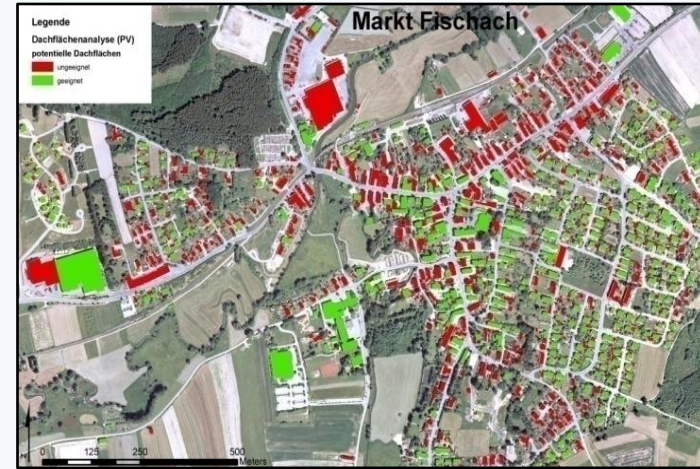 Markt Fischach
Legende
Dachflächenanalyse (PV)
potentielle Dachflächen
ungeeignet
geeignet
0 125 250 500
Meters